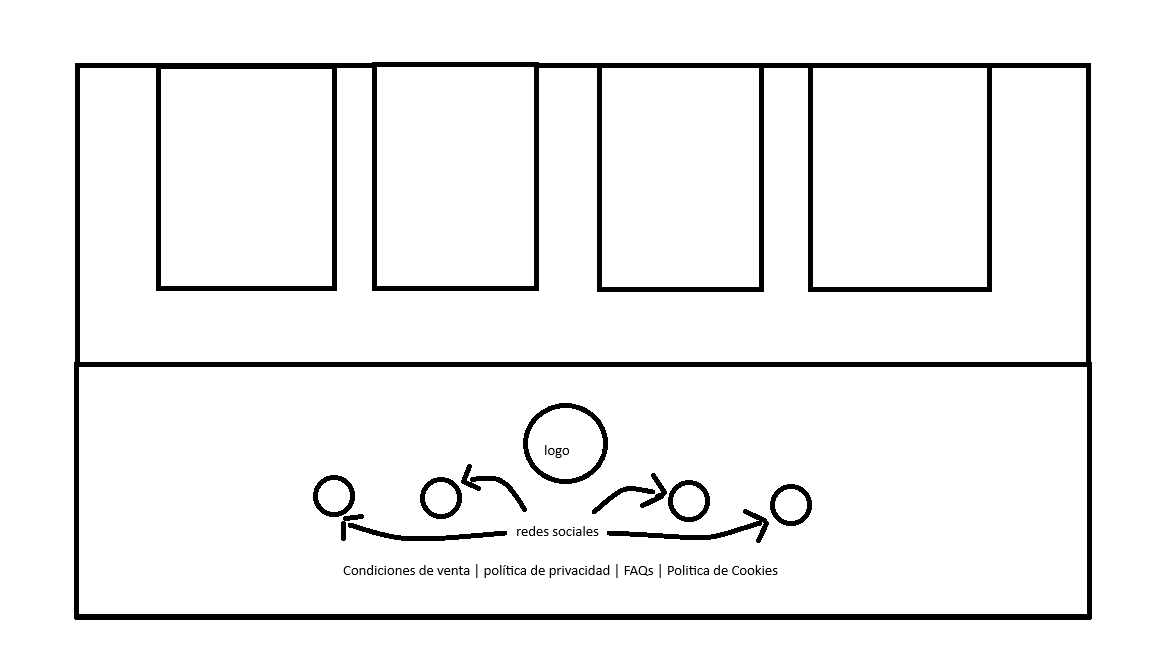 logo
redes sociales
Condiciones de venta | política de privacidad | FAQs | Politica de Cookies